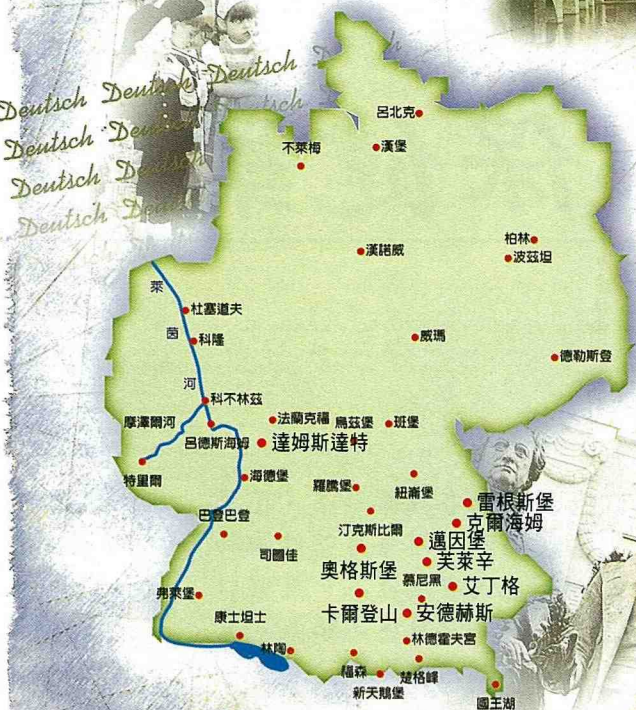 Deutsch Deutsch Deutsch
Deutsch Deutsch
Deutsch Deutsch
Deutsch
呂北克
不萊梅
漢堡
柏林
漢諾威
波茲坦
萊茵河
杜塞道夫
科隆
威瑪
德勒斯登
科不林茲
摩澤爾河
法蘭克福
烏茲堡
班堡
呂德斯海姆
達姆斯達特
特里爾
海德堡
羅騰堡
紐崙堡
雷根斯堡
巴登巴登
汀克斯比爾
克爾海姆
司圖佳
邁因堡
奧格斯堡
芙萊辛
慕尼黑
艾丁格
弗萊堡
卡爾登山
安德赫斯
康士坦士
林陶
林德霍夫宮
福森
楚格峰
新天鵝堡
國王湖